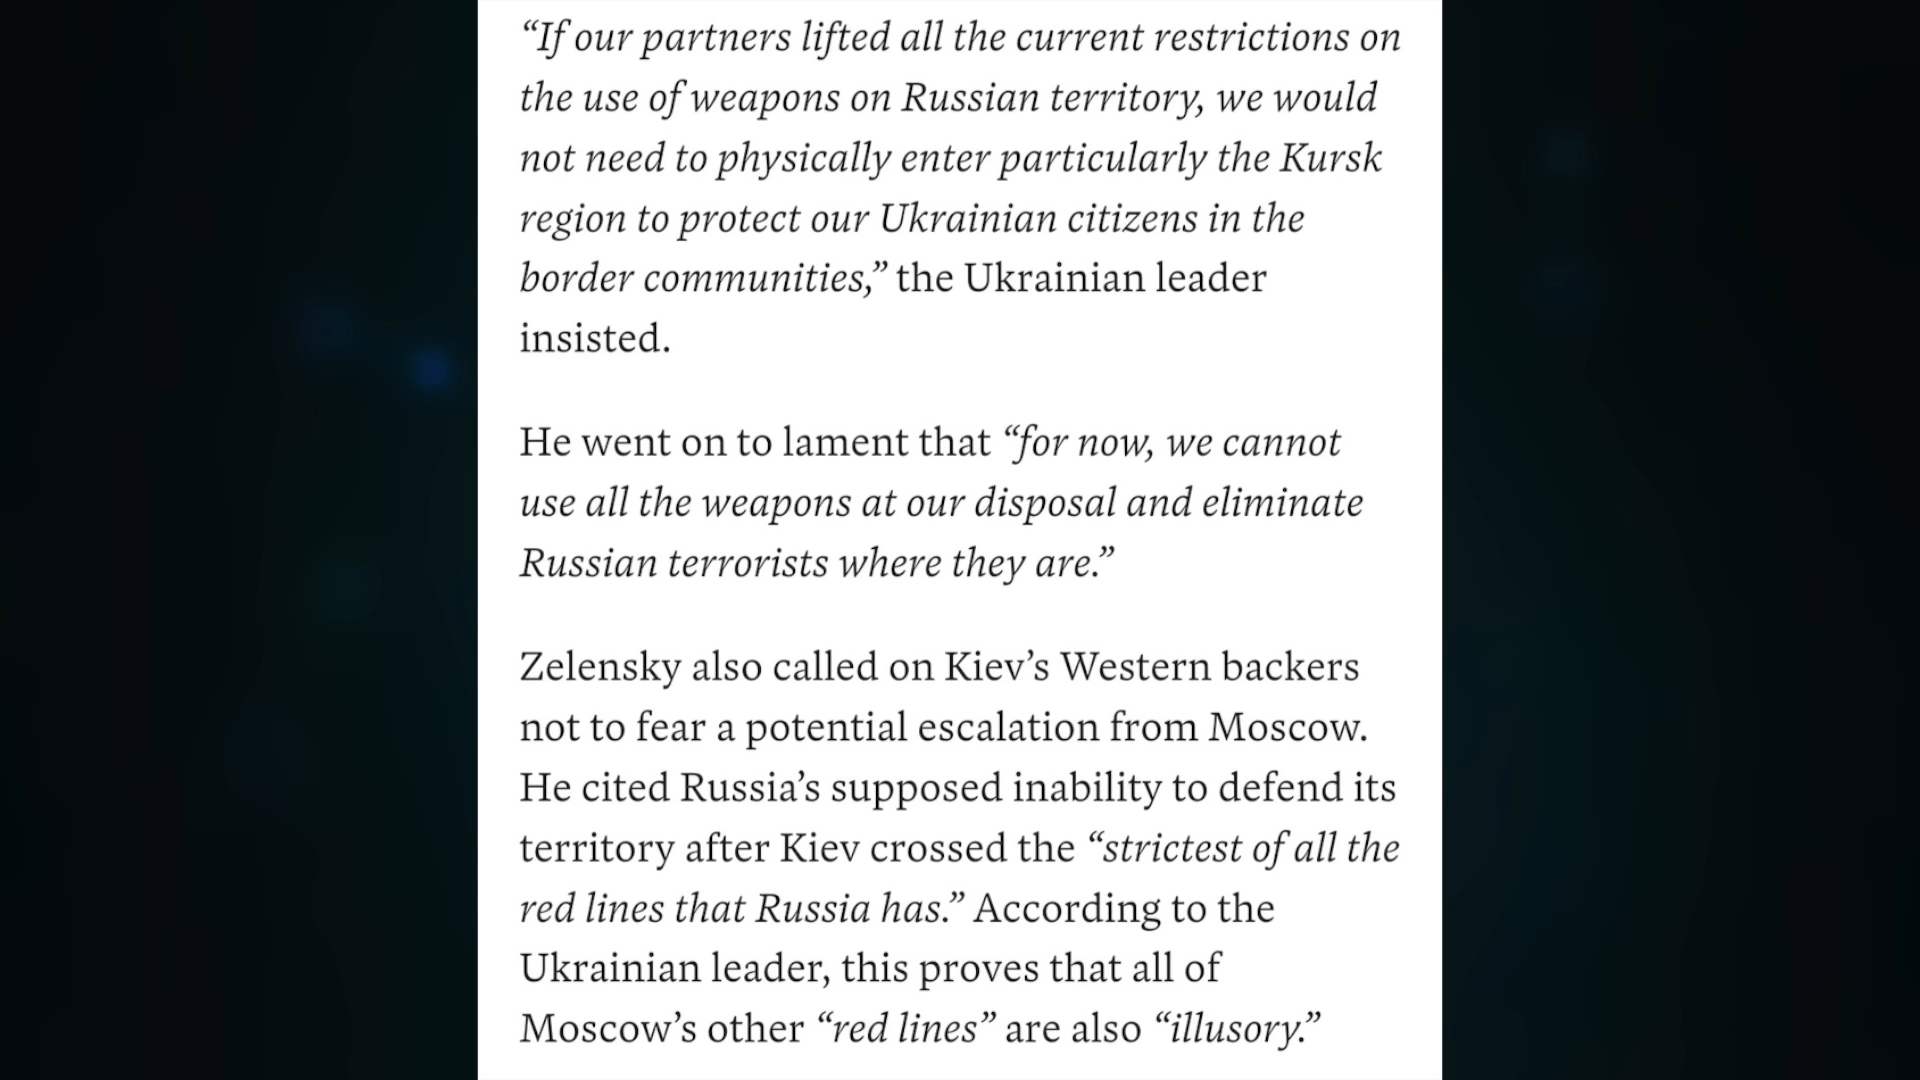 “If our partners lifted all the current restrictions on
the use of weapons on Russian territory, we would
not need to physically enter particularly the Kursk
region to protect our Ukrainian citizens in the
border communities,” the Ukrainian leader
insisted.
He went on to lament that “for now, we cannot
use all the weapons at our disposal and eliminate
Russian terrorists where they are.”
Zelensky also called on Kiev’s Western backers
not to fear a potential escalation from Moscow.
He cited Russia’s supposed inability to defend its
territory after Kiev crossed the “strictest of all the
red lines that Russia has.” According to the
Ukrainian leader, this proves that all of
Moscow’s other “red lines” are also “illusory.”